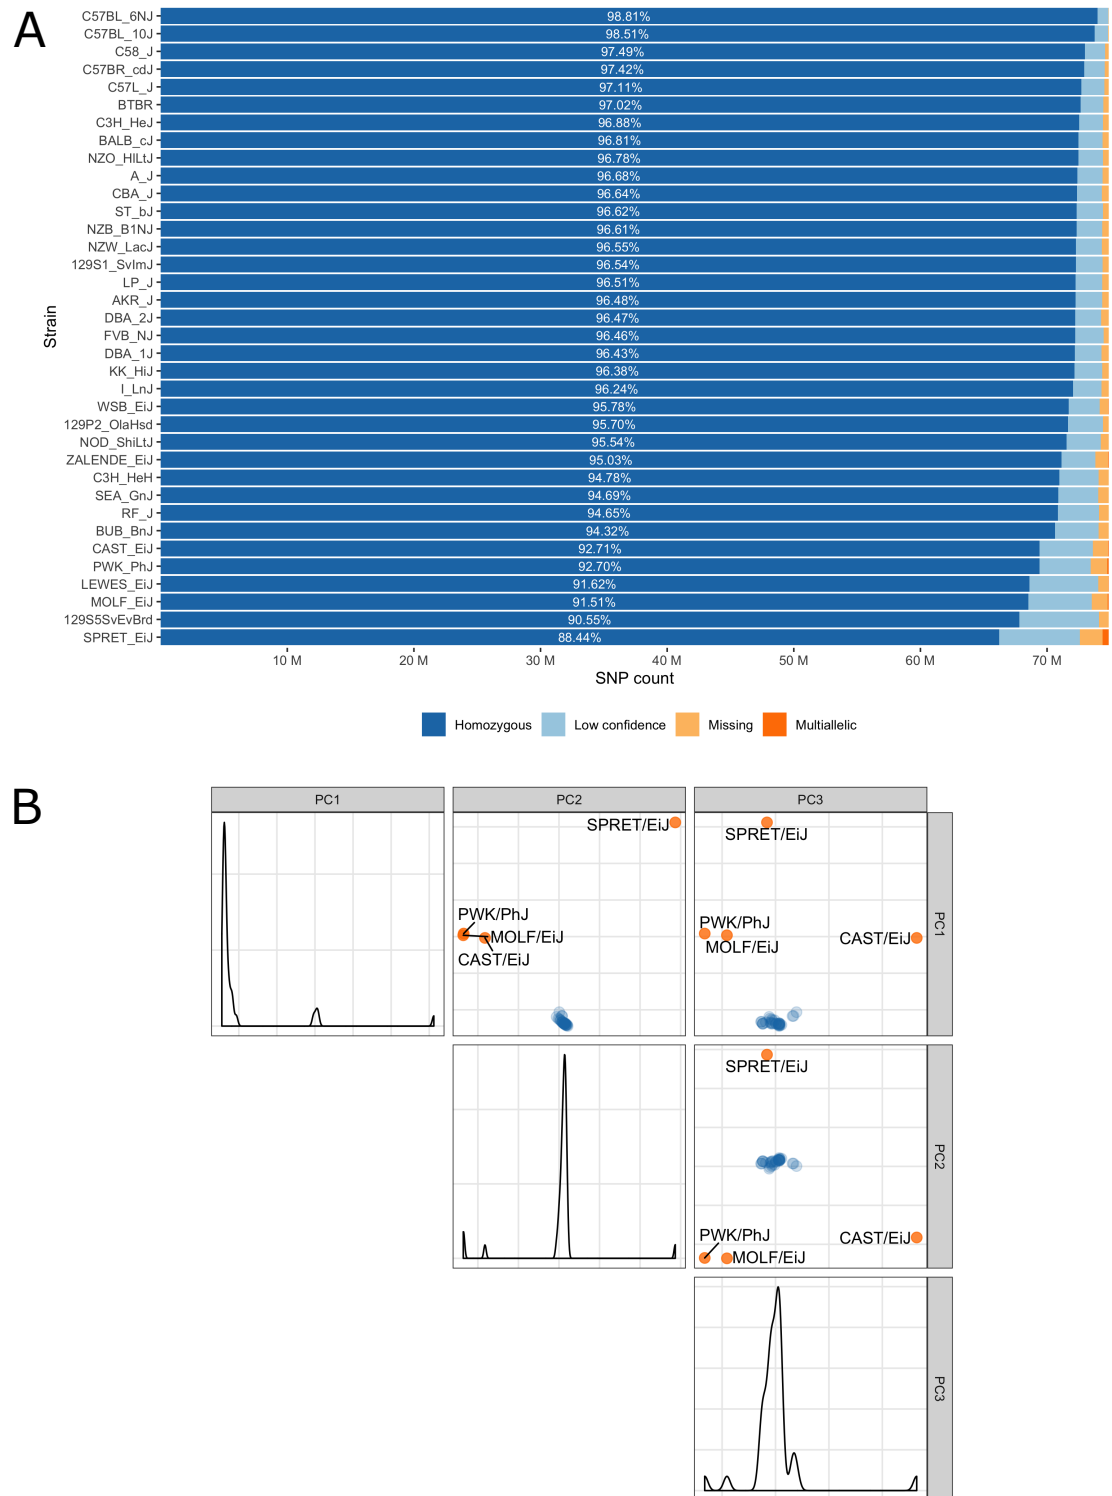 A
C57BL_6NJ 98.81%
C57BL_10J 98.51%
C58_J 97.49%
C57BR_cdJ 97.42%
C57L_J 97.11%
BTBR 97.02%
C3H_HeJ 96.88%
BALB_cJ 96.81%
NZO_HlLtJ 96.78%
A_J 96.68%
CBA_J 96.64%
ST_bJ 96.62%
NZB_B1NJ 96.61%
NZW_LacJ 96.55%
129S1_SvImJ 96.54%
LP_J 96.51%
AKR_J 96.48%
DBA_2J 96.47%
FVB_NJ 96.46%
DBA_1J 96.43%
KK_HiJ 96.38%
I_LnJ 96.24%
WSB_EiJ 95.78%
129P2_OlaHsd 95.70%
NOD_ShiLtJ 95.54%
ZALENDE_EiJ 95.03%
C3H_HeH 94.78%
SEA_GnJ 94.69%
RF_J 94.65%
BUB_BnJ 94.32%
CAST_EiJ 92.71%
PWK_PhJ 92.70%
LEWES_EiJ 91.62%
MOLF_EiJ 91.51%
129S5SvEvBrd 90.55%
SPRET_EiJ 88.44%
Strain
10 M 20 M 30 M 40 M 50 M 60 M 70 M
SNP count
Homozygous Low confidence Missing Multiallelic
B
PC1 PC2 PC3
SPRET/EiJ
PWK/PhJ
MOLF/EiJ
CAST/EiJ
SPRET/EiJ
PWK/PhJ
MOLF/EiJ
CAST/EiJ
PC1
SPRET/EiJ
PWK/PhJ
MOLF/EiJ
CAST/EiJ
PC2
PC3